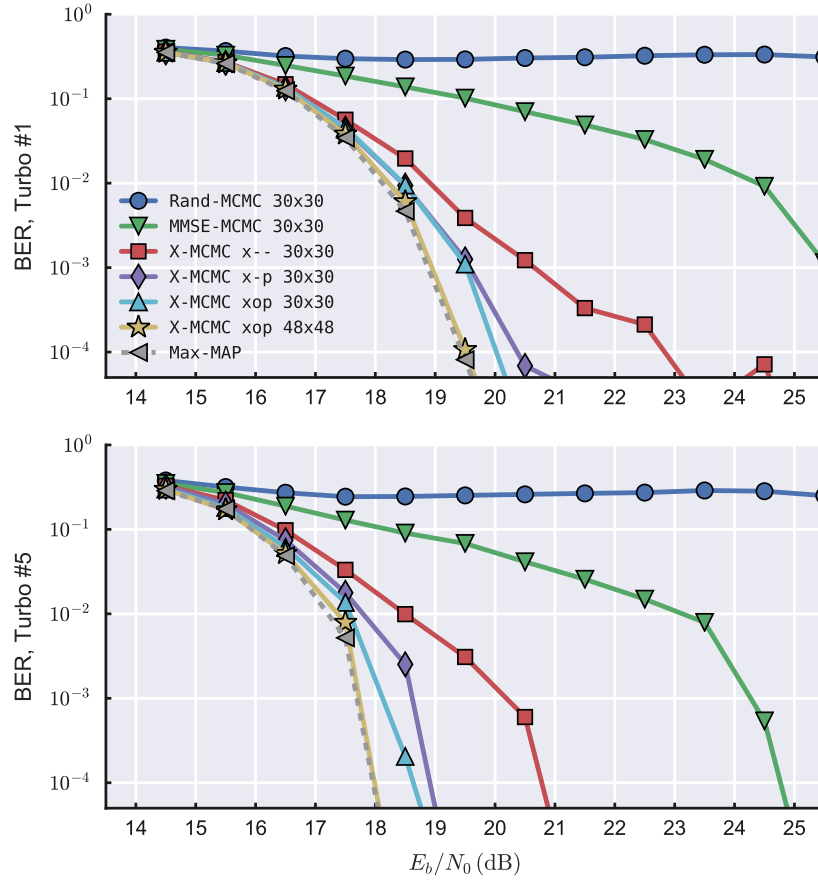 10^0
10^-1
10^-2
10^-3
10^-4
BER, Turbo #1
Rand-MCMC 30x30
MMSE-MCMC 30x30
X-MCMC x-- 30x30
X-MCMC x-p 30x30
X-MCMC xop 30x30
X-MCMC xop 48x48
Max-MAP
14 15 16 17 18 19 20 21 22 23 24 25
10^0
10^-1
10^-2
10^-3
10^-4
BER, Turbo #5
14 15 16 17 18 19 20 21 22 23 24 25
E_b/N_0 (dB)